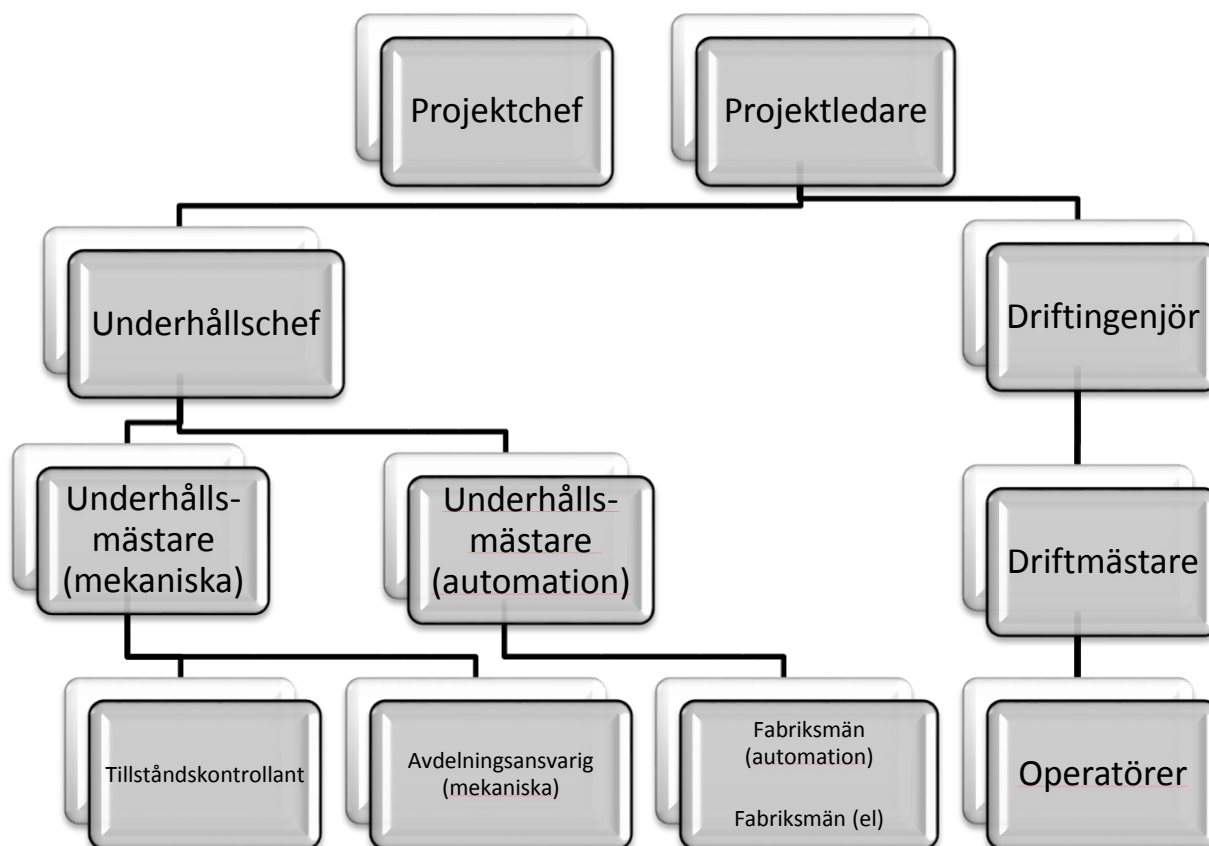 Projektchef
Projektledare
Underhållschef
Driftingenjör
Underhålls-
mästare
(mekaniska)
Underhålls-
mästare
(automation)
Driftmästare
Tillståndskontrollant
Avdelningsansvarig
(mekaniska)
Fabriksmän
(automation)
Fabriksmän (el)
Operatörer